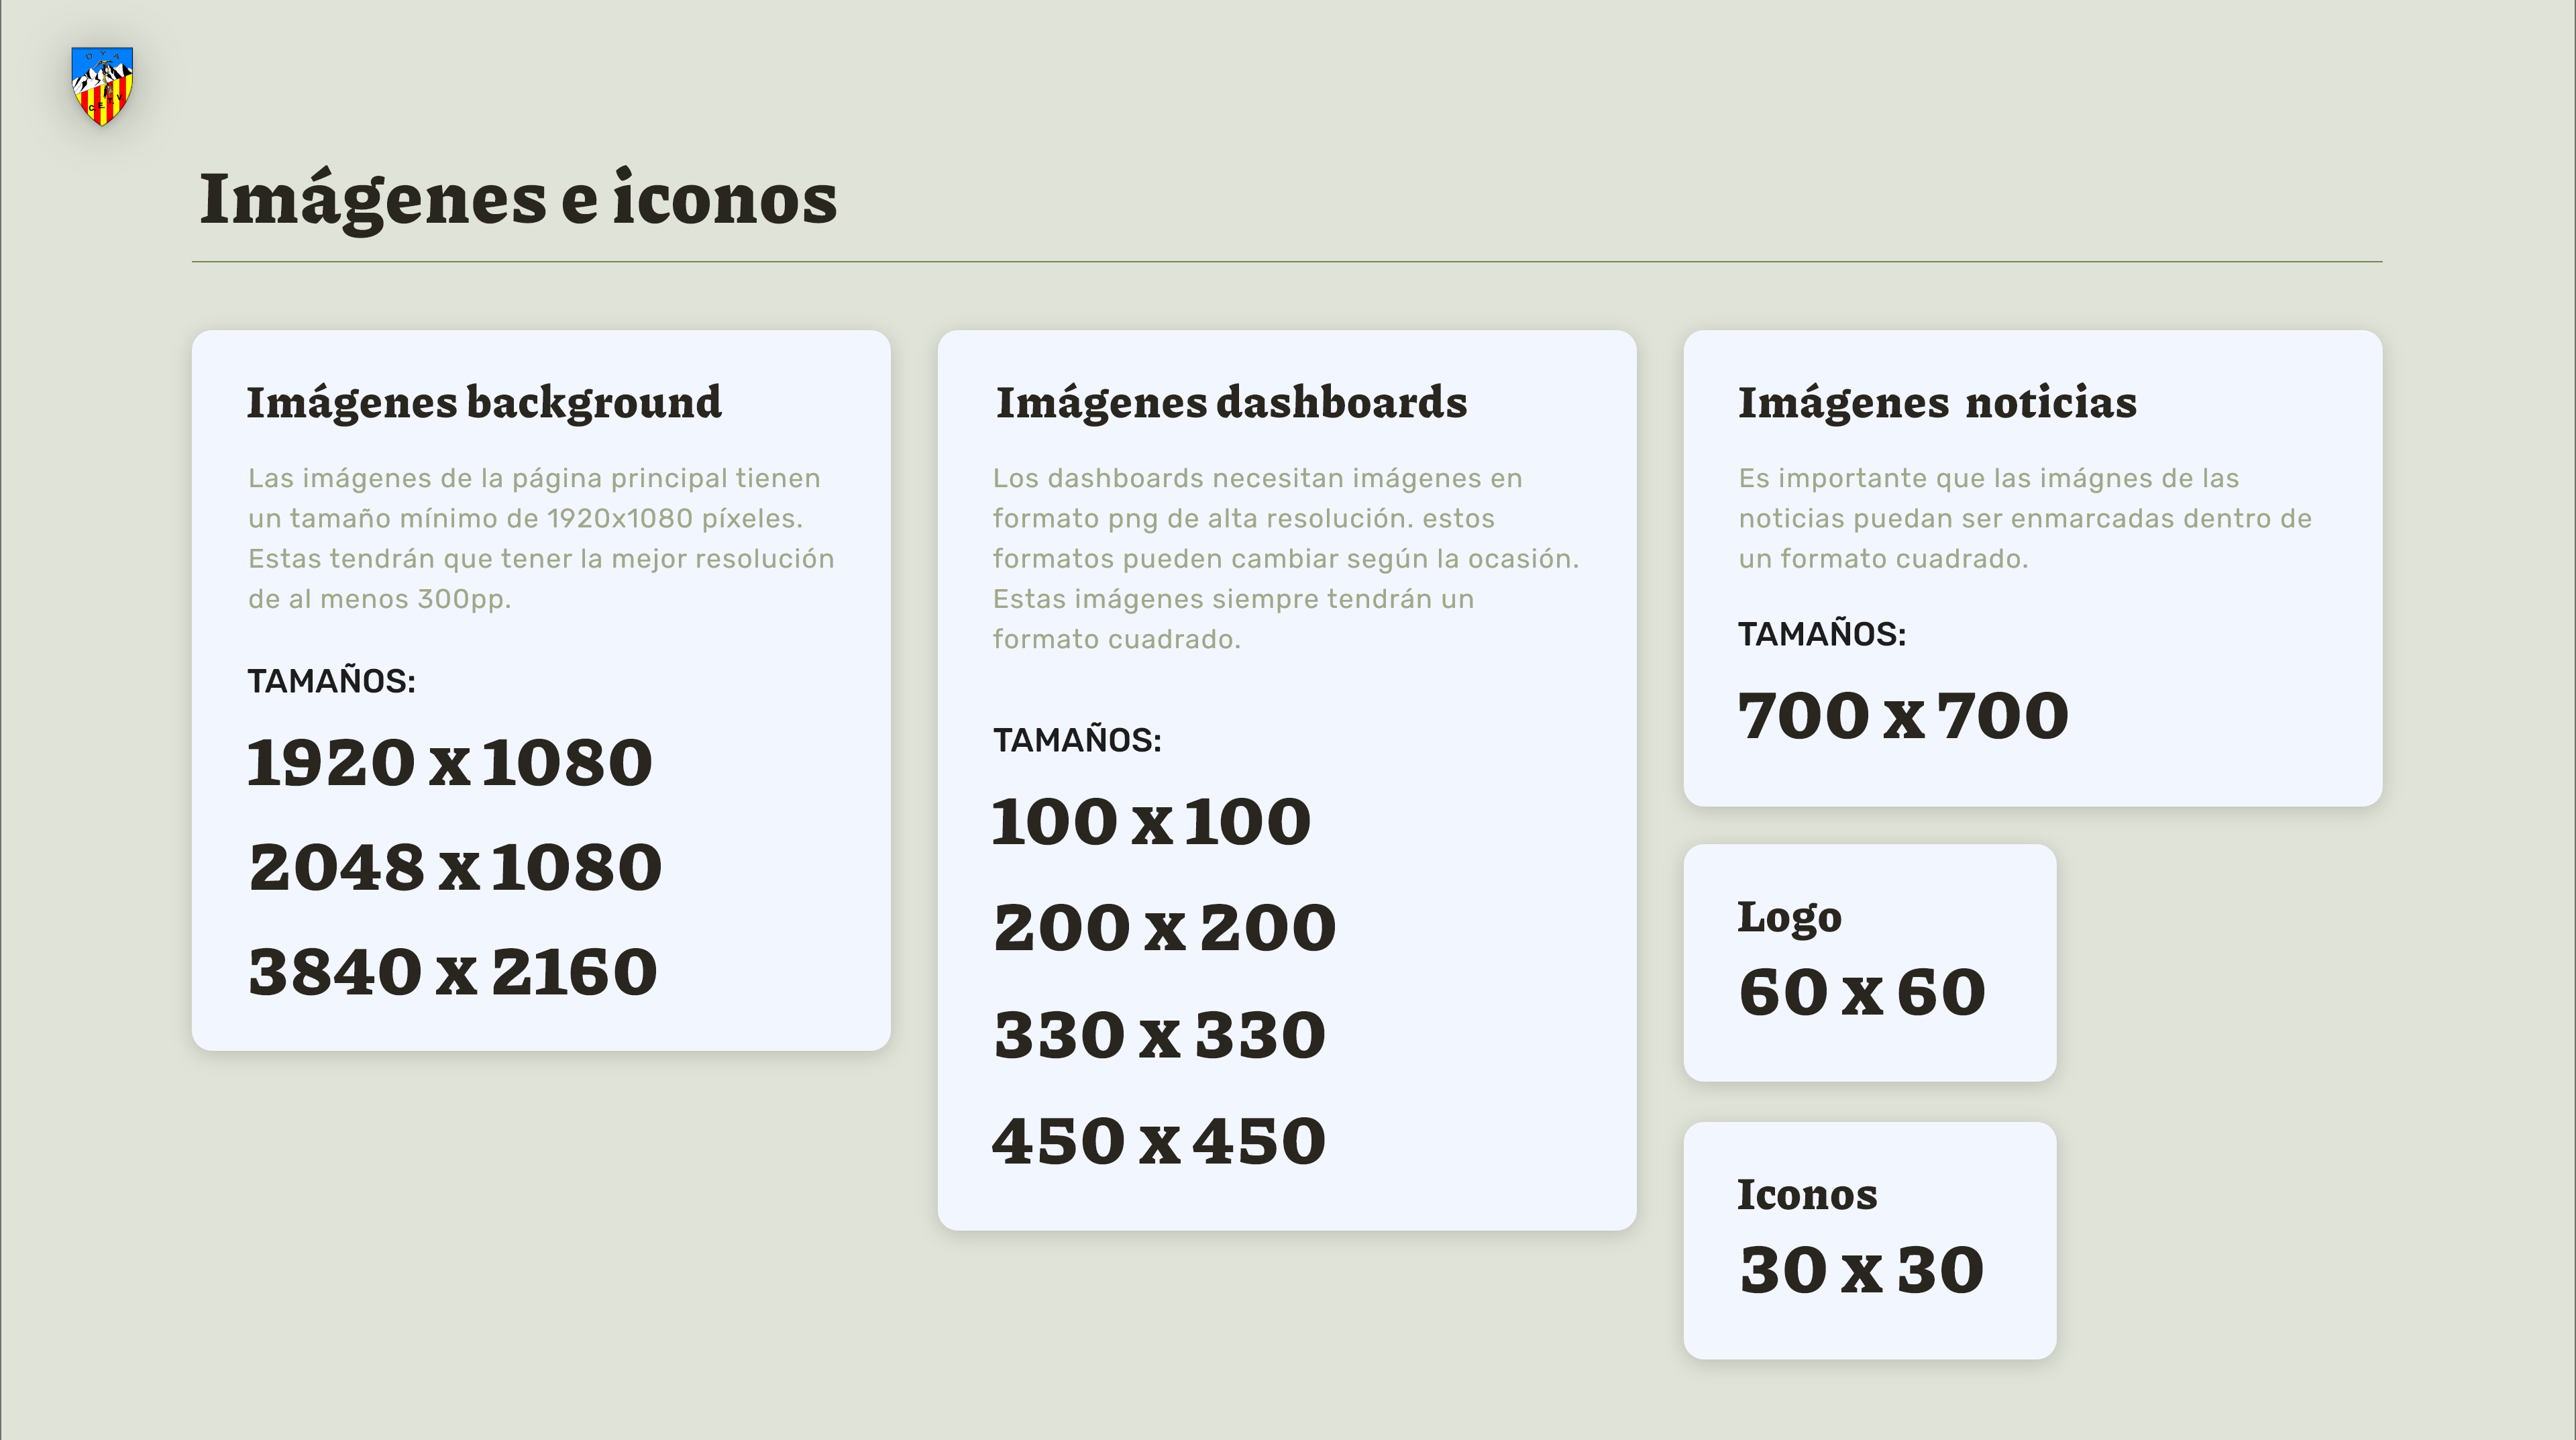 U Y A
C. E. T. V.
Imágenes e iconos
Imágenes background
Las imágenes de la página principal tienen
un tamaño mínimo de 1920x1080 píxeles.
Estas tendrán que tener la mejor resolución
de al menos 300pp.
TAMAÑOS:
1920 x 1080
2048 x 1080
3840 x 2160
Imágenes dashboards
Los dashboards necesitan imágenes en
formato png de alta resolución. estos
formatos pueden cambiar según la ocasión.
Estas imágenes siempre tendrán un
formato cuadrado.
TAMAÑOS:
100 x 100
200 x 200
330 x 330
450 x 450
Imágenes noticias
Es importante que las imágnes de las
noticias puedan ser enmarcadas dentro de
un formato cuadrado.
TAMAÑOS:
700 x 700
Logo
60 x 60
Iconos
30 x 30